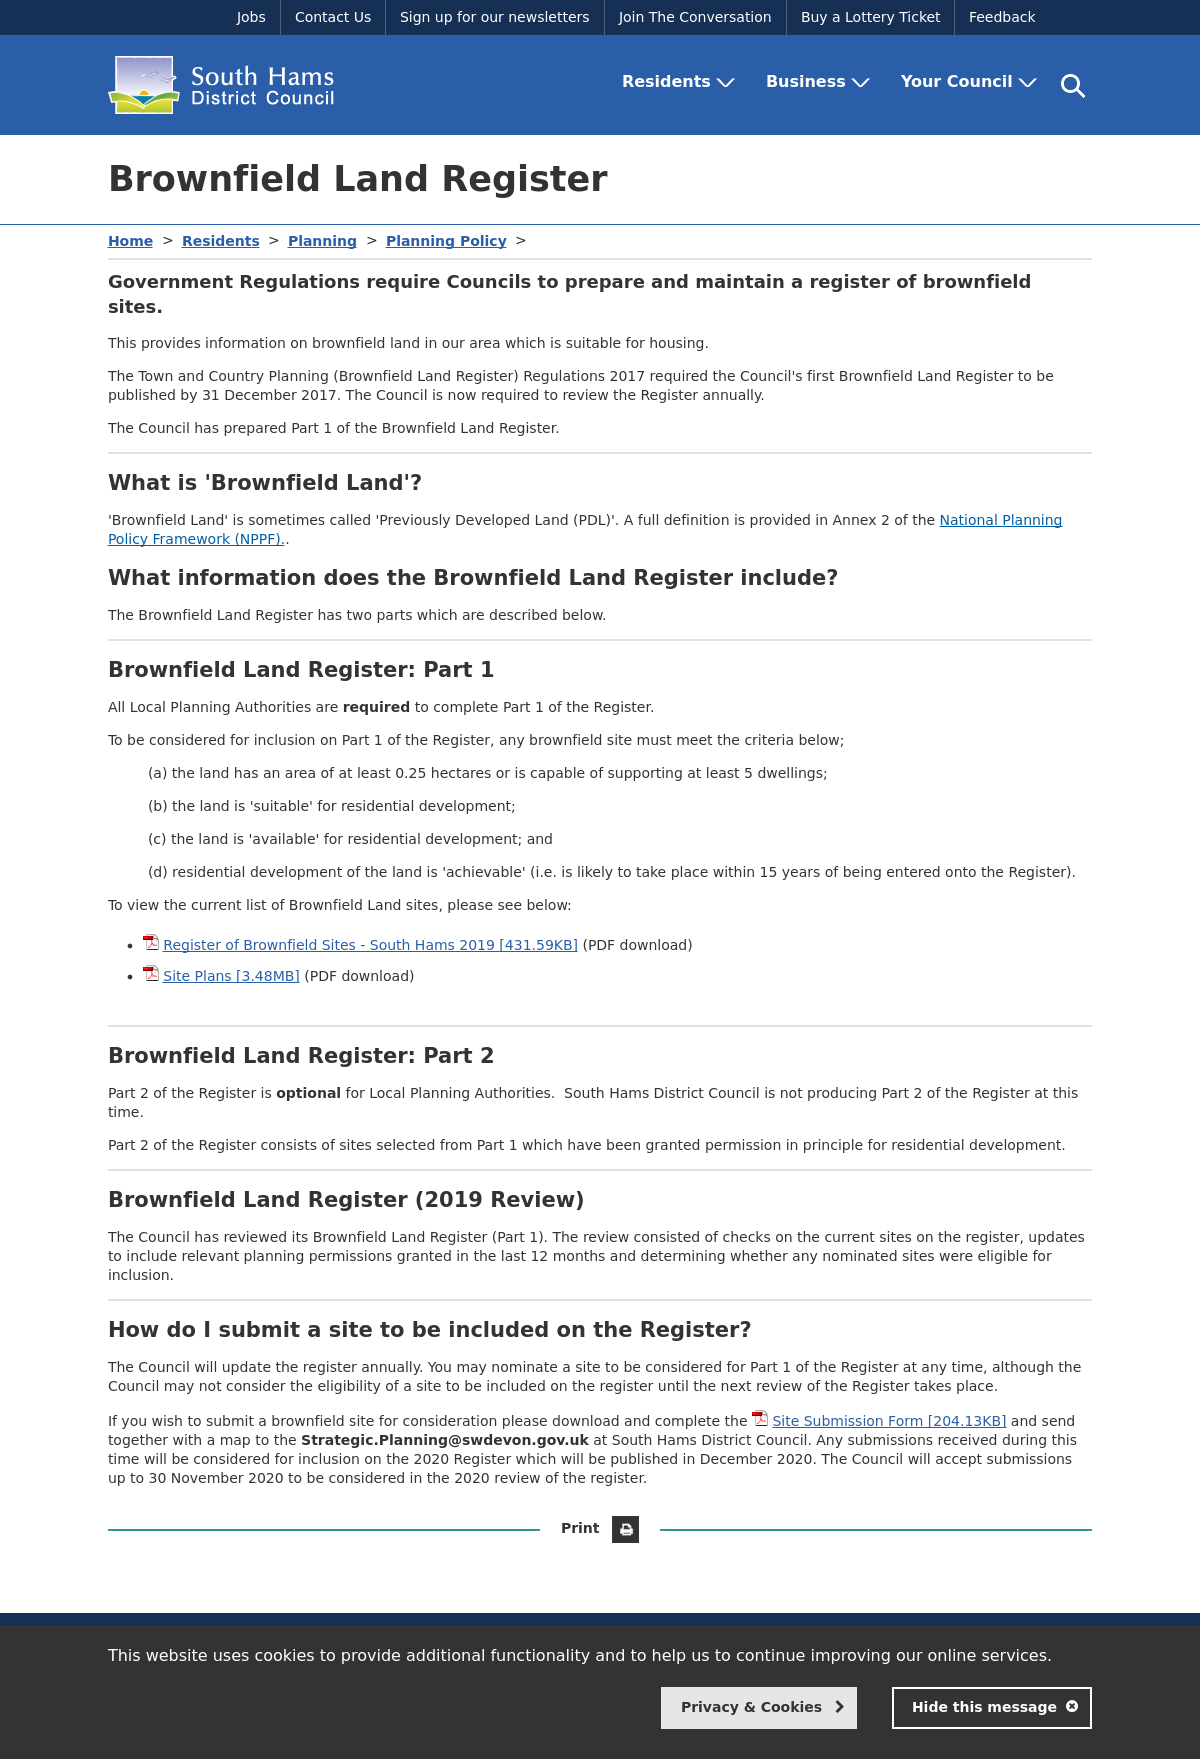 Jobs
Contact Us
Sign up for our newsletters
Join The Conversation
Buy a Lottery Ticket
Feedback
South Hams
District Council
Residents
Business
Your Council
Brownfield Land Register
Home > Residents > Planning > Planning Policy >
Government Regulations require Councils to prepare and maintain a register of brownfield
sites.
This provides information on brownfield land in our area which is suitable for housing.
The Town and Country Planning (Brownfield Land Register) Regulations 2017 required the Council's first Brownfield Land Register to be
published by 31 December 2017. The Council is now required to review the Register annually.
The Council has prepared Part 1 of the Brownfield Land Register.
What is 'Brownfield Land'?
'Brownfield Land' is sometimes called 'Previously Developed Land (PDL)'. A full definition is provided in Annex 2 of the National Planning
Policy Framework (NPPF)..
What information does the Brownfield Land Register include?
The Brownfield Land Register has two parts which are described below.
Brownfield Land Register: Part 1
All Local Planning Authorities are required to complete Part 1 of the Register.
To be considered for inclusion on Part 1 of the Register, any brownfield site must meet the criteria below;
(a) the land has an area of at least 0.25 hectares or is capable of supporting at least 5 dwellings;
(b) the land is 'suitable' for residential development;
(c) the land is 'available' for residential development; and
(d) residential development of the land is 'achievable' (i.e. is likely to take place within 15 years of being entered onto the Register).
To view the current list of Brownfield Land sites, please see below:
• Register of Brownfield Sites - South Hams 2019 [431.59KB] (PDF download)
• Site Plans [3.48MB] (PDF download)
Brownfield Land Register: Part 2
Part 2 of the Register is optional for Local Planning Authorities.  South Hams District Council is not producing Part 2 of the Register at this
time.
Part 2 of the Register consists of sites selected from Part 1 which have been granted permission in principle for residential development.
Brownfield Land Register (2019 Review)
The Council has reviewed its Brownfield Land Register (Part 1). The review consisted of checks on the current sites on the register, updates
to include relevant planning permissions granted in the last 12 months and determining whether any nominated sites were eligible for
inclusion.
How do I submit a site to be included on the Register?
The Council will update the register annually. You may nominate a site to be considered for Part 1 of the Register at any time, although the
Council may not consider the eligibility of a site to be included on the register until the next review of the Register takes place.
If you wish to submit a brownfield site for consideration please download and complete the Site Submission Form [204.13KB] and send
together with a map to the Strategic.Planning@swdevon.gov.uk at South Hams District Council. Any submissions received during this
time will be considered for inclusion on the 2020 Register which will be published in December 2020. The Council will accept submissions
up to 30 November 2020 to be considered in the 2020 review of the register.
Print
This website uses cookies to provide additional functionality and to help us to continue improving our online services.
Privacy & Cookies
Hide this message